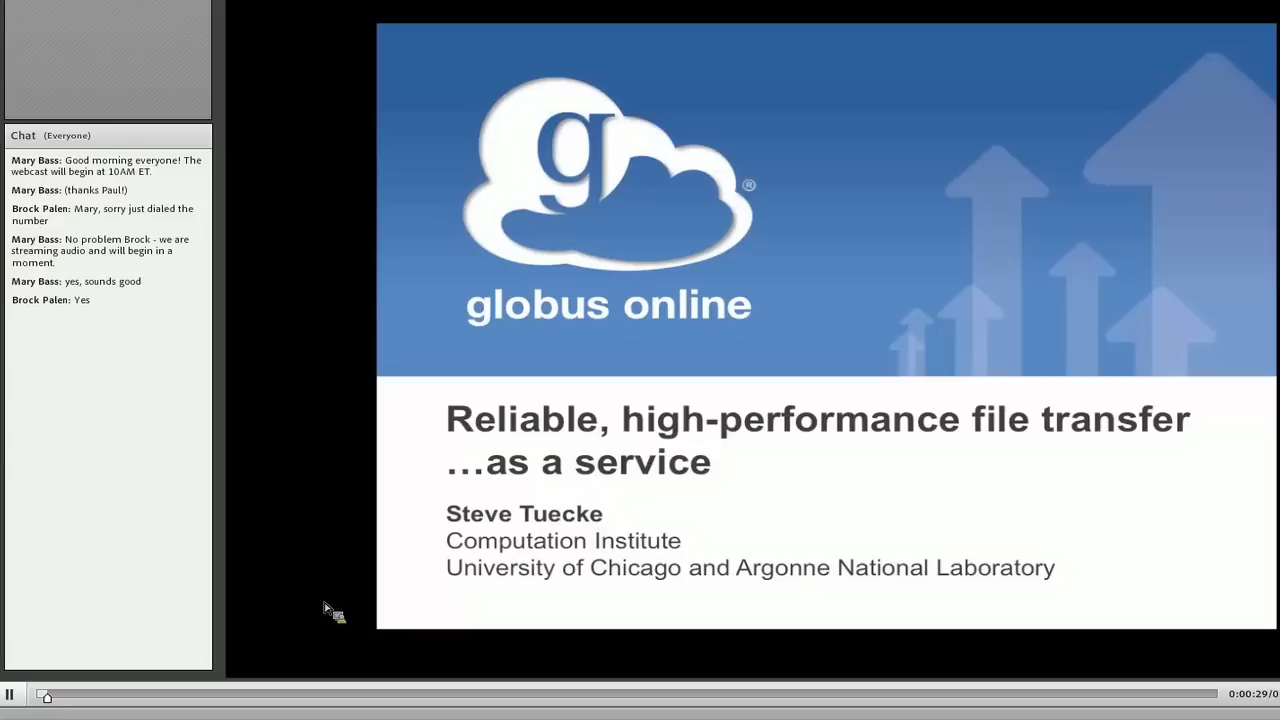 Chat (Everyone)
Mary Bass: Good morning everyone! The
webcast will begin at 10AM ET.
Mary Bass: (thanks Paul!)
Brock Palen: Mary, sorry just dialed the
number
Mary Bass: No problem Brock - we are
streaming audio and will begin in a
moment.
Mary Bass: yes, sounds good
Brock Palen: Yes
g
®
globus online
Reliable, high-performance file transfer
…as a service
Steve Tuecke
Computation Institute
University of Chicago and Argonne National Laboratory
0:00:29/0